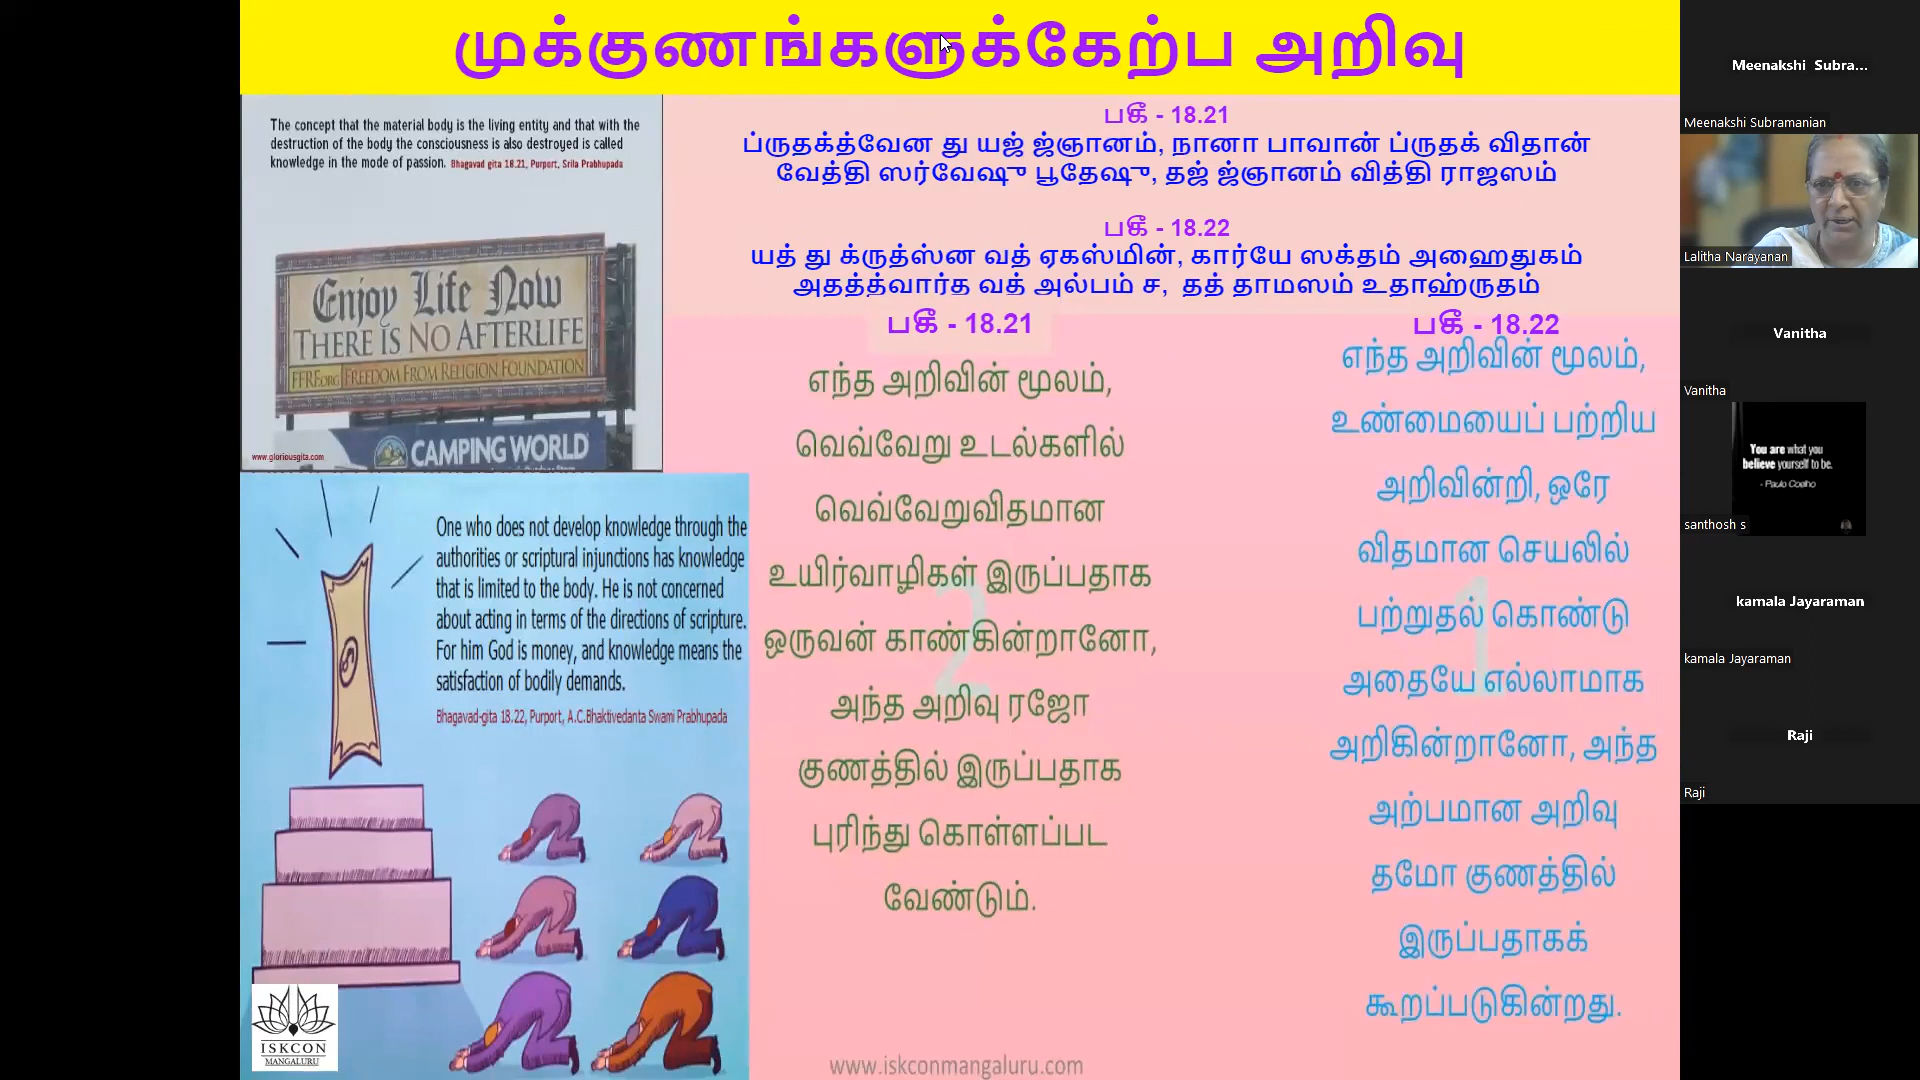 முக்குணங்களுக்கேற்ப அறிவு
The concept that the material body is the living entity and that with the
destruction of the body the consciousness is also destroyed is called
knowledge in the mode of passion. Bhagavad gita 18.21, Purport, Srila Prabhupada
Enjoy Life Now
THERE IS NO AFTERLIFE
FFRF.ORG FREEDOM FROM RELIGION FOUNDATION
CAMPING WORLD
www.gloriousgita.com
பகீ - 18.21
ப்ருதக்த்வேன து யஜ் ஜ்ஞானம், நானா பாவான் ப்ருதக் விதான்
வேத்தி ஸர்வேஷு பூதேஷு, தஜ் ஜ்ஞானம் வித்தி ராஜஸம்
பகீ - 18.22
யத் து க்ருத்ஸ்ன வத் ஏகஸ்மின், கார்யே ஸக்தம் அஹைதுகம்
அதத்த்வார்த வத் அல்பம் ச, தத் தாமஸம் உதாஹ்ருதம்
பகீ - 18.21
எந்த அறிவின் மூலம்,
வெவ்வேறு உடல்களில்
வெவ்வேறுவிதமான
உயிர்வாழிகள் இருப்பதாக
ஒருவன் காண்கின்றானோ,
அந்த அறிவு ரஜோ
குணத்தில் இருப்பதாக
புரிந்து கொள்ளப்பட
வேண்டும்.
2
பகீ - 18.22
எந்த அறிவின் மூலம்,
உண்மையைப் பற்றிய
அறிவின்றி, ஒரே
விதமான செயலில்
பற்றுதல் கொண்டு
அதையே எல்லாமாக
அறிகின்றானோ, அந்த
அற்பமான அறிவு
தமோ குணத்தில்
இருப்பதாகக்
கூறப்படுகின்றது.
1
One who does not develop knowledge through the
authorities or scriptural injunctions has knowledge
that is limited to the body. He is not concerned
about acting in terms of the directions of scripture.
For him God is money, and knowledge means the
satisfaction of bodily demands.
Bhagavad-gita 18.22, Purport, A.C.Bhaktivedanta Swami Prabhupada
ISKCON
MANGALURU
www.iskconmangaluru.com
Meenakshi Subra...
Meenakshi Subramanian
Lalitha Narayanan
Vanitha
Vanitha
You are what you
believe yourself to be.
- Paulo Coelho
santhosh s
kamala Jayaraman
kamala Jayaraman
Raji
Raji